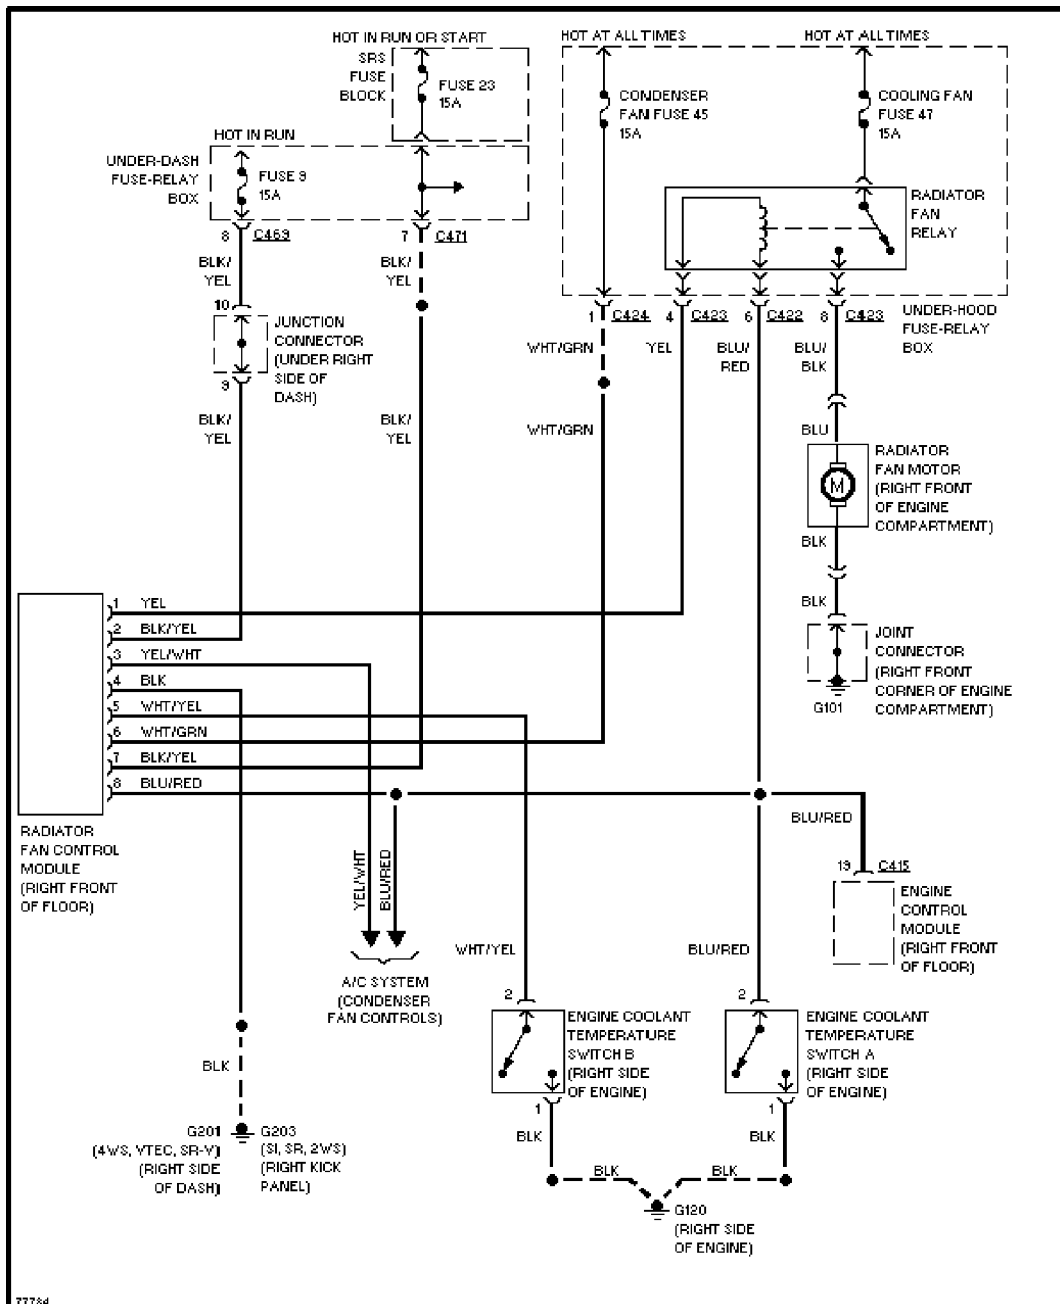 HOT IN RUN OR START
HOT AT ALL TIMES
HOT AT ALL TIMES
SRS
FUSE
BLOCK
FUSE 23
15A
CONDENSER
FAN FUSE 45
15A
COOLING FAN
FUSE 47
15A
HOT IN RUN
UNDER-DASH
FUSE-RELAY
BOX
FUSE 9
15A
RADIATOR
FAN
RELAY
8 C469
7 C471
BLK/
YEL
BLK/
YEL
10
JUNCTION
CONNECTOR
(UNDER RIGHT
SIDE OF
DASH)
9
1 C424
4 C423
6 C422
8 C423
UNDER-HOOD
FUSE-RELAY
BOX
WHT/GRN
YEL
BLU/
RED
BLU/
BLK
BLK/
YEL
BLK/
YEL
WHT/GRN
BLU
RADIATOR
FAN MOTOR
(RIGHT FRONT
OF ENGINE
COMPARTMENT)
M
BLK
BLK
JOINT
CONNECTOR
(RIGHT FRONT
CORNER OF ENGINE
COMPARTMENT)
G101
1 YEL
2 BLK/YEL
3 YEL/WHT
4 BLK
5 WHT/YEL
6 WHT/GRN
7 BLK/YEL
8 BLU/RED
RADIATOR
FAN CONTROL
MODULE
(RIGHT FRONT
OF FLOOR)
YEL/WHT
BLU/RED
BLU/RED
19 C415
ENGINE
CONTROL
MODULE
(RIGHT FRONT
OF FLOOR)
A/C SYSTEM
(CONDENSER
FAN CONTROLS)
WHT/YEL
BLU/RED
2
ENGINE COOLANT
TEMPERATURE
SWITCH B
(RIGHT SIDE
OF ENGINE)
1
2
ENGINE COOLANT
TEMPERATURE
SWITCH A
(RIGHT SIDE
OF ENGINE)
1
BLK
BLK
BLK
G201
(4WS, VTEC, SR-V)
(RIGHT SIDE
OF DASH)
G203
(SI, SR, 2WS)
(RIGHT KICK
PANEL)
BLK
BLK
G120
(RIGHT SIDE
OF ENGINE)
77784